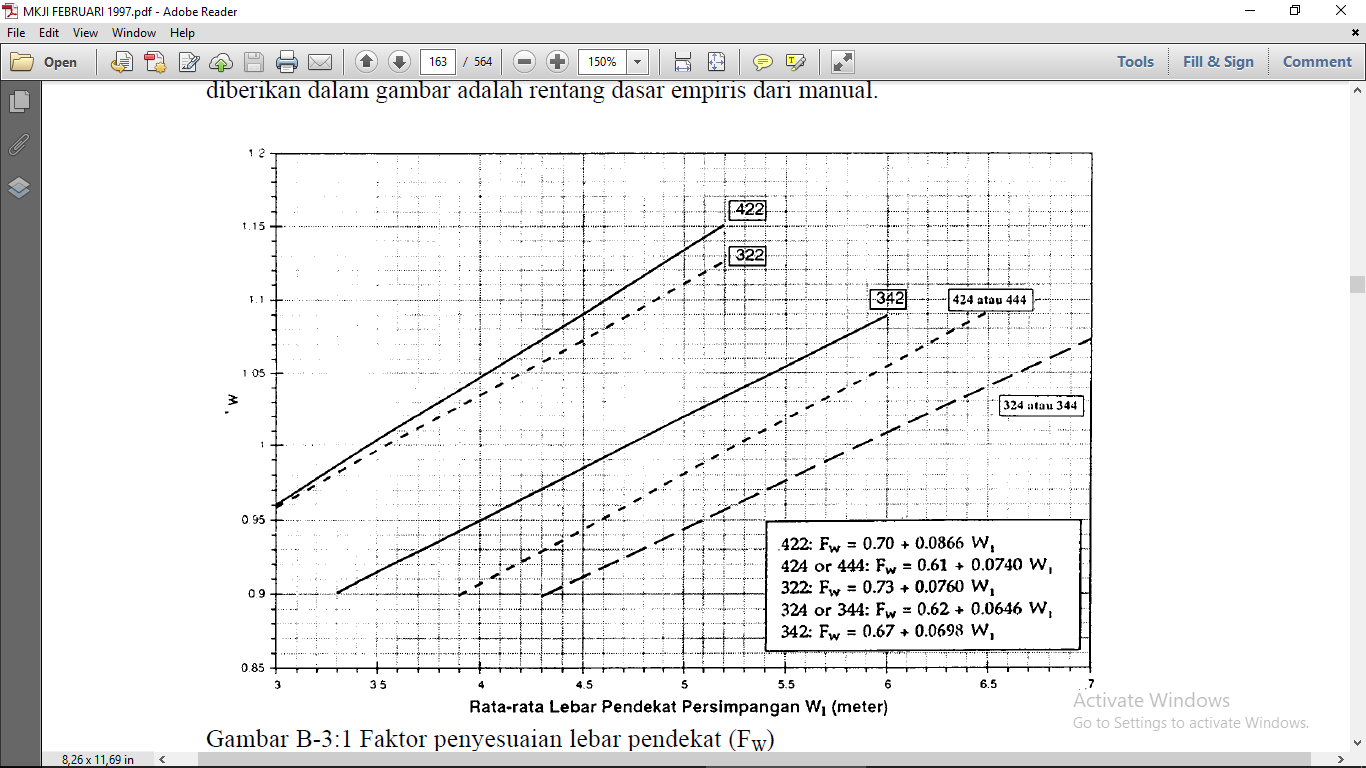 MKJI FEBRUARI 1997.pdf - Adobe Reader
File Edit View Window Help
Open 163 / 564 150% Tools Fill & Sign Comment
diberikan dalam gambar adalah rentang dasar empiris dari manual.
1 2
422
1.15
322
342
424 atau 444
1.1
1 05
W
324 atau 344
1
0.95
422: FW = 0.70 + 0.0866 W1
424 or 444: FW = 0.61 + 0.0740 W1
322: FW = 0.73 + 0.0760 W1
0 9
324 or 344: FW = 0.62 + 0.0646 W1
342: FW = 0.67 + 0.0698 W1
0.85
3 3 5 4 4.5 5 5.5 6 6.5 7
Rata-rata Lebar Pendekat Persimpangan W1 (meter)
Activate Windows
Go to Settings to activate Windows.
Gambar B-3:1 Faktor penyesuaian lebar pendekat (FW)
8,26 x 11,69 in